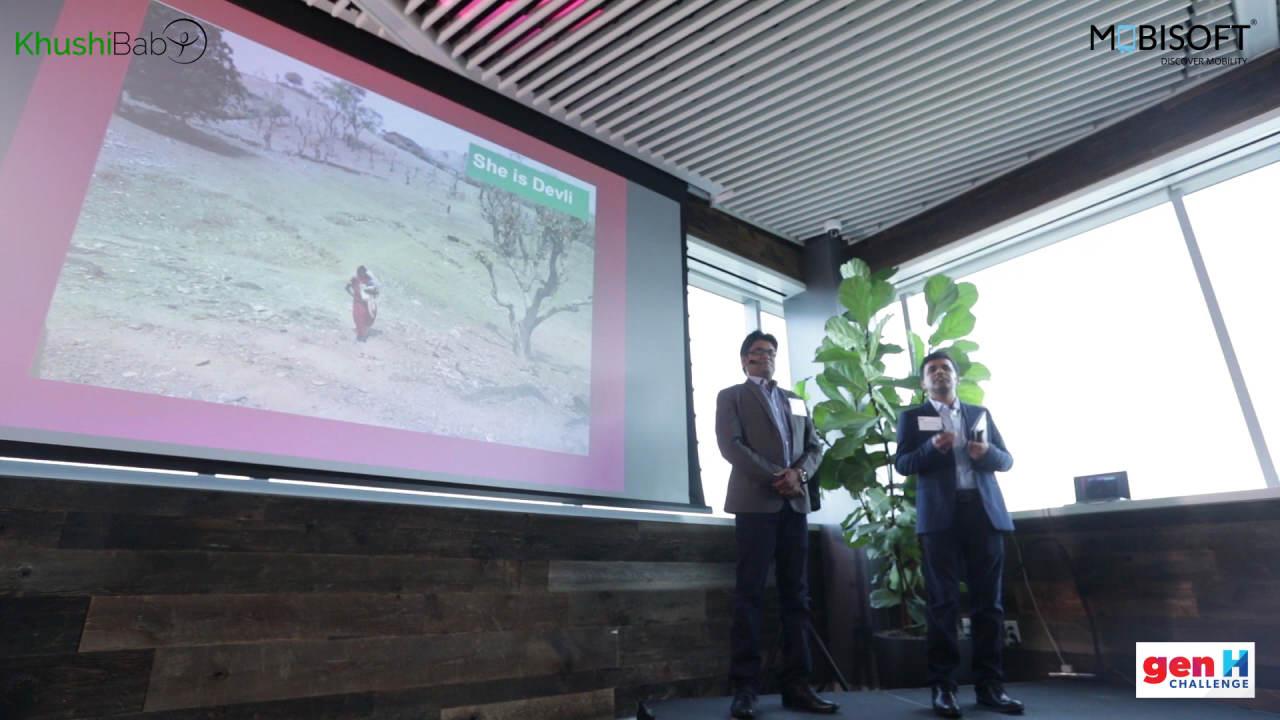 KhushiBaby
MOBISOFT®
DISCOVER MOBILITY
She is Devli
gen H
CHALLENGE